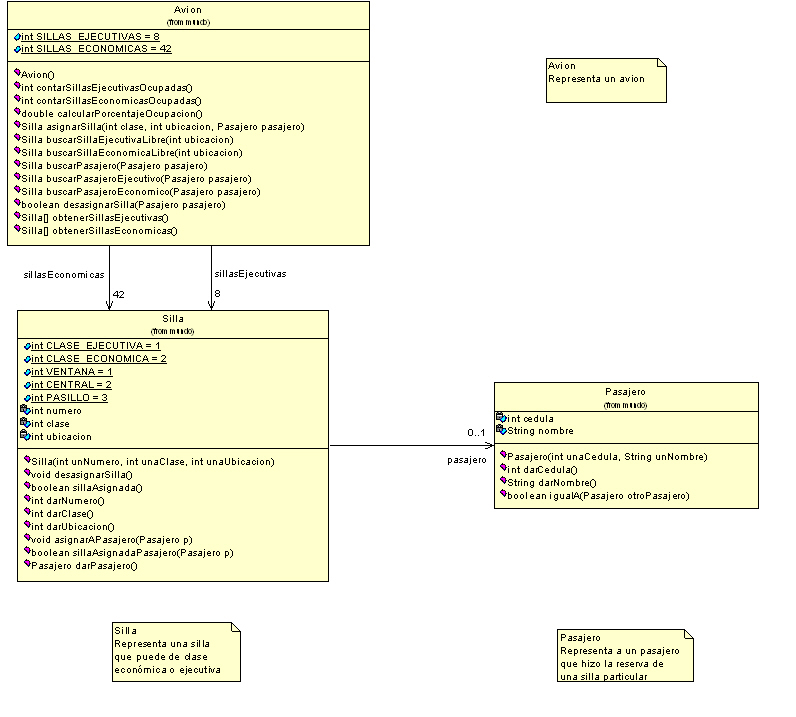 Avion
(from mundo)
int SILLAS_EJECUTIVAS = 8
int SILLAS_ECONOMICAS = 42
Avion()
int contarSillasEjecutivasOcupadas()
int contarSillasEconomicasOcupadas()
double calcularPorcentajeOcupacion()
Silla asignarSilla(int clase, int ubicacion, Pasajero pasajero)
Silla buscarSillaEjecutivaLibre(int ubicacion)
Silla buscarSillaEconomicaLibre(int ubicacion)
Silla buscarPasajero(Pasajero pasajero)
Silla buscarPasajeroEjecutivo(Pasajero pasajero)
Silla buscarPasajeroEconomico(Pasajero pasajero)
boolean desasignarSilla(Pasajero pasajero)
Silla[] obtenerSillasEjecutivas()
Silla[] obtenerSillasEconomicas()
Avion
Representa un avion
sillasEconomicas
sillasEjecutivas
42
8
Silla
(from mundo)
int CLASE_EJECUTIVA = 1
int CLASE_ECONOMICA = 2
int VENTANA = 1
int CENTRAL = 2
int PASILLO = 3
int numero
int clase
int ubicacion
Silla(int unNumero, int unaClase, int unaUbicacion)
void desasignarSilla()
boolean sillaAsignada()
int darNumero()
int darClase()
int darUbicacion()
void asignarAPasajero(Pasajero p)
boolean sillaAsignadaPasajero(Pasajero p)
Pasajero darPasajero()
0..1
pasajero
Pasajero
(from mundo)
int cedula
String nombre
Pasajero(int unaCedula, String unNombre)
int darCedula()
String darNombre()
boolean igualA(Pasajero otroPasajero)
Silla
Representa una silla
que puede de clase
económica o ejecutiva
Pasajero
Representa a un pasajero
que hizo la reserva de
una silla particular